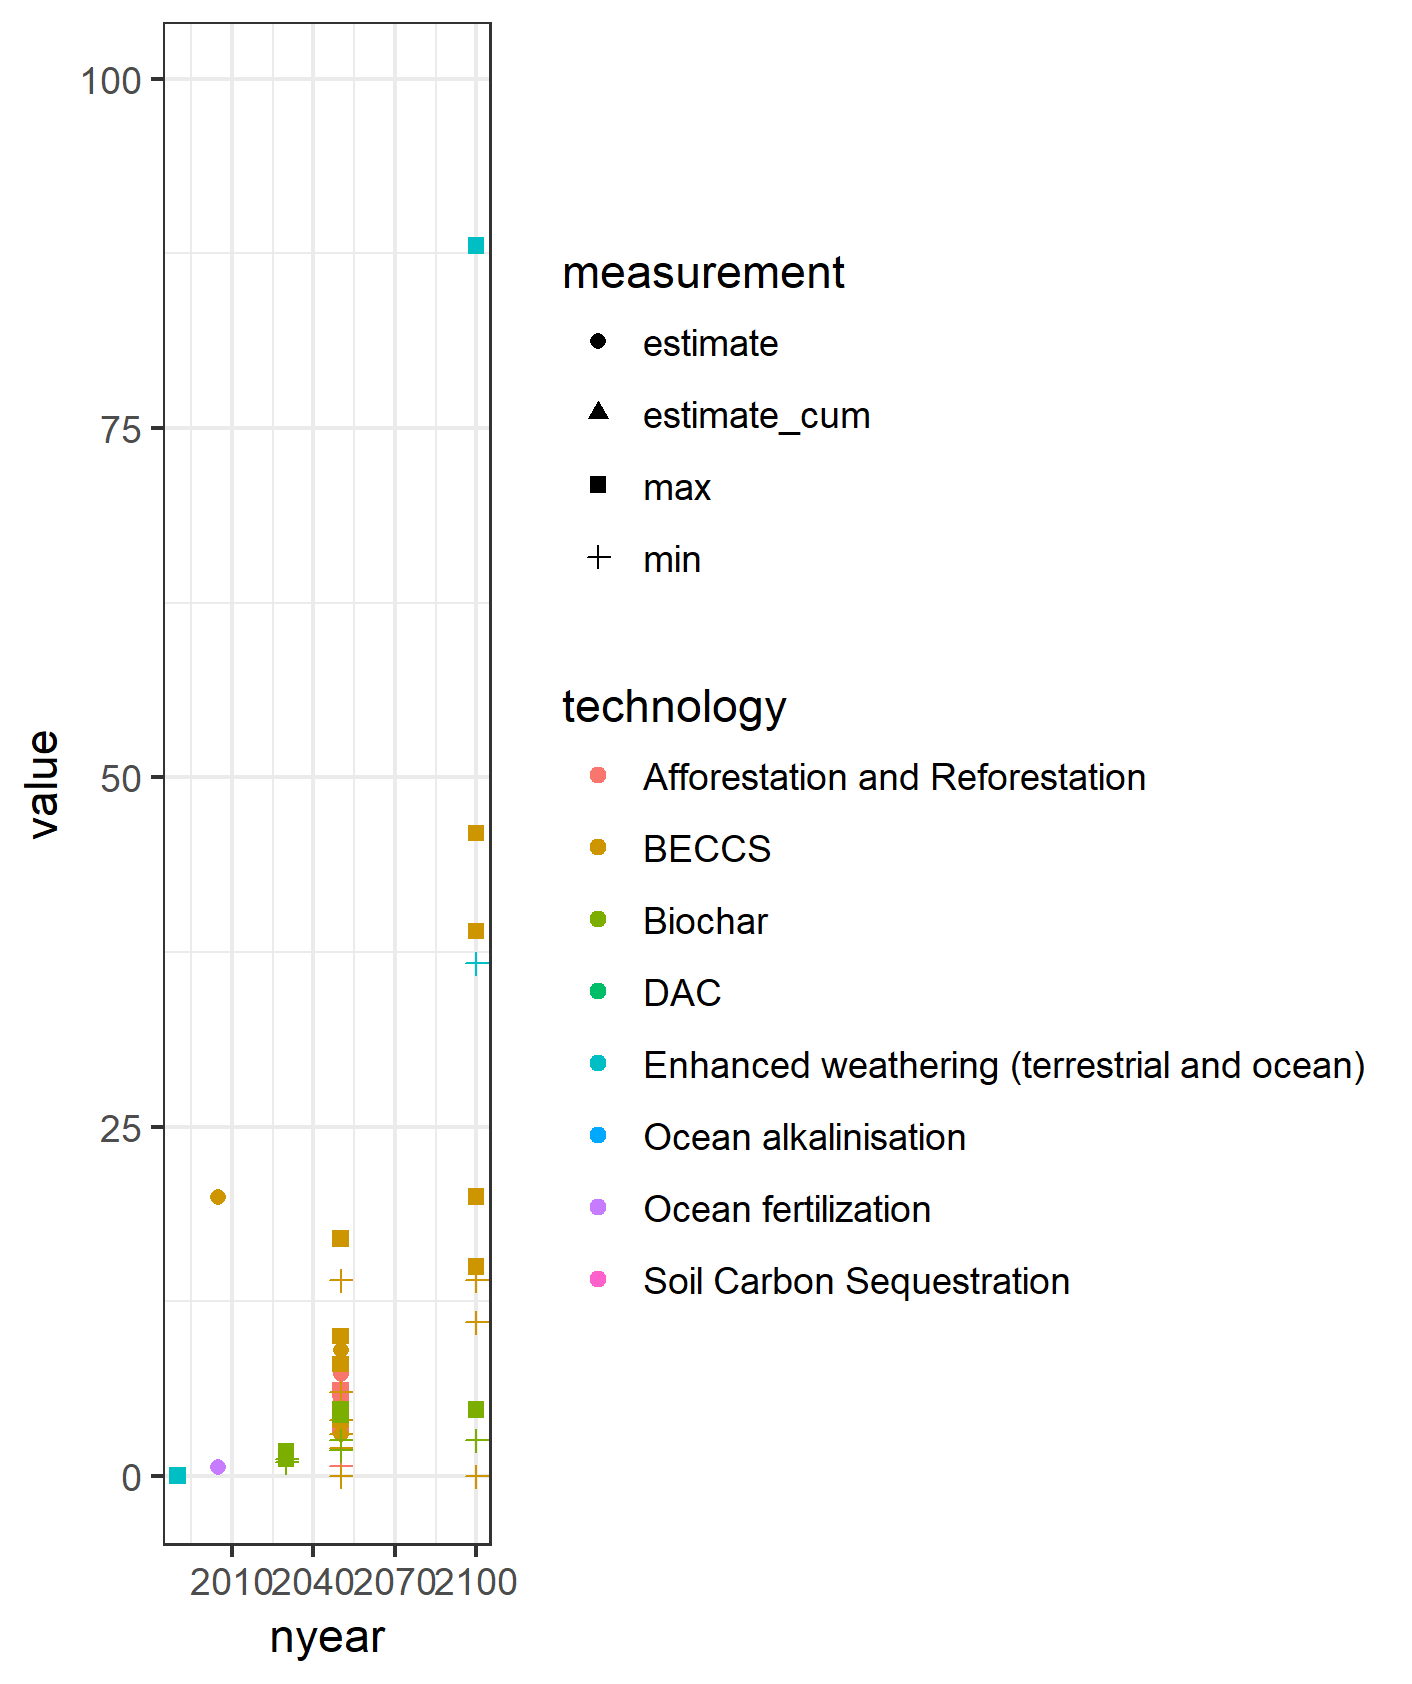 100
75
50
25
0
value
2010 2040 2070 2100
nyear
measurement
estimate
estimate_cum
max
min
technology
Afforestation and Reforestation
BECCS
Biochar
DAC
Enhanced weathering (terrestrial and ocean)
Ocean alkalinisation
Ocean fertilization
Soil Carbon Sequestration